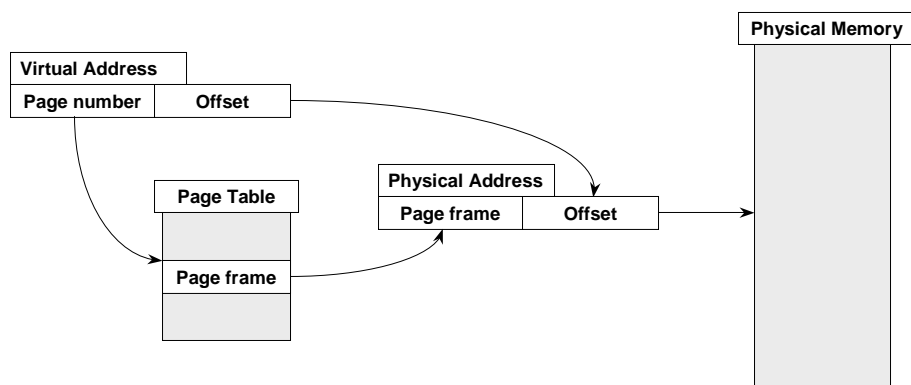 Physical Memory
Virtual Address
Page number Offset
Physical Address
Page Table
Page frame Offset
Page frame